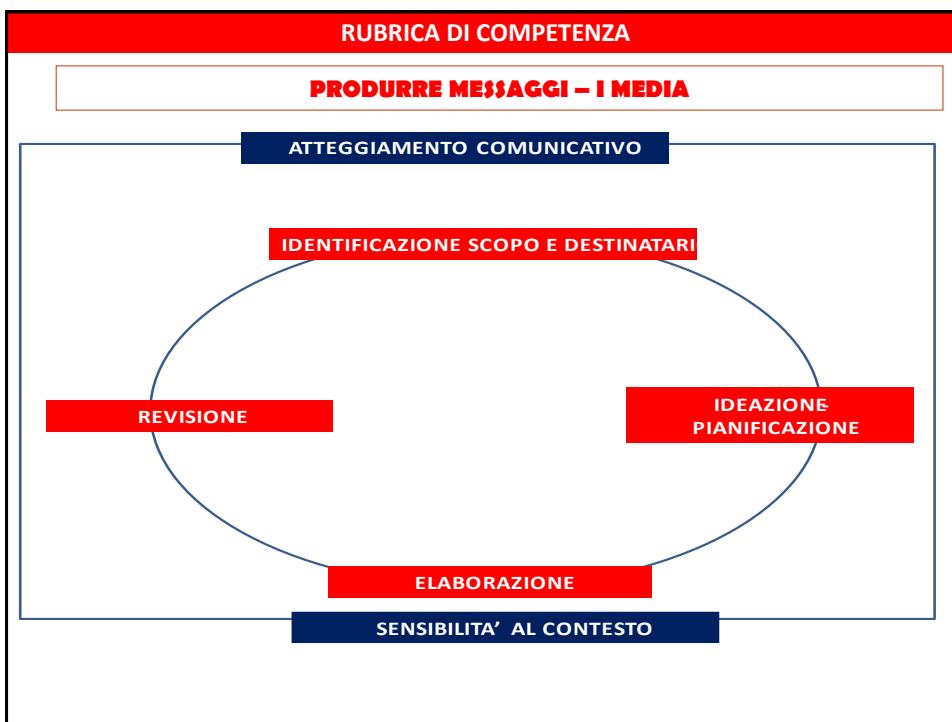 RUBRICA DI COMPETENZA
PRODURRE MESSAGGI – I MEDIA
ATTEGGIAMENTO COMUNICATIVO
IDENTIFICAZIONE SCOPO E DESTINATARI
REVISIONE
IDEAZIONE-
PIANIFICAZIONE
ELABORAZIONE
SENSIBILITA’ AL CONTESTO